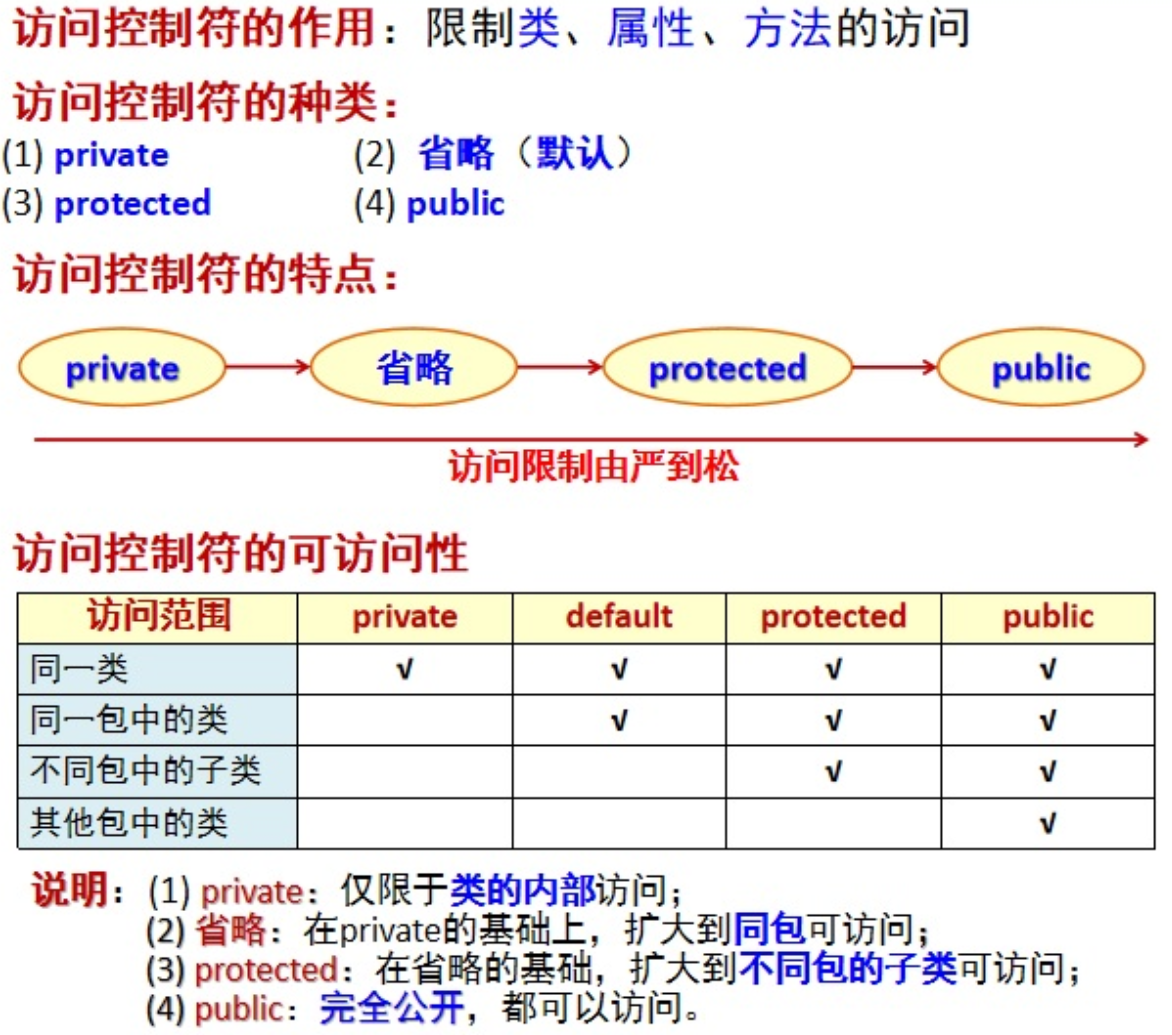 访问控制符的作用：限制类、属性、方法的访问
访问控制符的种类：
(1) private (2) 省略（默认）
(3) protected (4) public
访问控制符的特点：
private 省略 protected public
访问限制由严到松
访问控制符的可访问性
访问范围 private default protected public
同一类 √ √ √ √
同一包中的类 √ √ √
不同包中的子类 √ √
其他包中的类 √
说明：(1) private：仅限于类的内部访问；
(2) 省略：在private的基础上，扩大到同包可访问；
(3) protected：在省略的基础，扩大到不同包的子类可访问；
(4) public：完全公开，都可以访问。